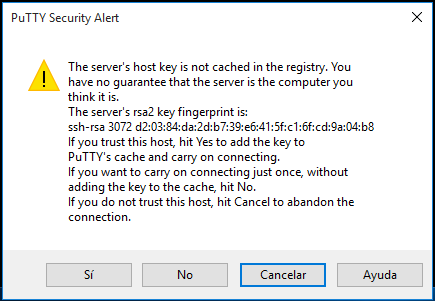 PuTTY Security Alert
The server's host key is not cached in the registry. You
have no guarantee that the server is the computer you
think it is.
The server's rsa2 key fingerprint is:
ssh-rsa 3072 d2:03:84:da:2d:b7:39:e6:41:5f:c1:6f:cd:9a:04:b8
If you trust this host, hit Yes to add the key to
PuTTY's cache and carry on connecting.
If you want to carry on connecting just once, without
adding the key to the cache, hit No.
If you do not trust this host, hit Cancel to abandon the
connection.
Sí No Cancelar Ayuda